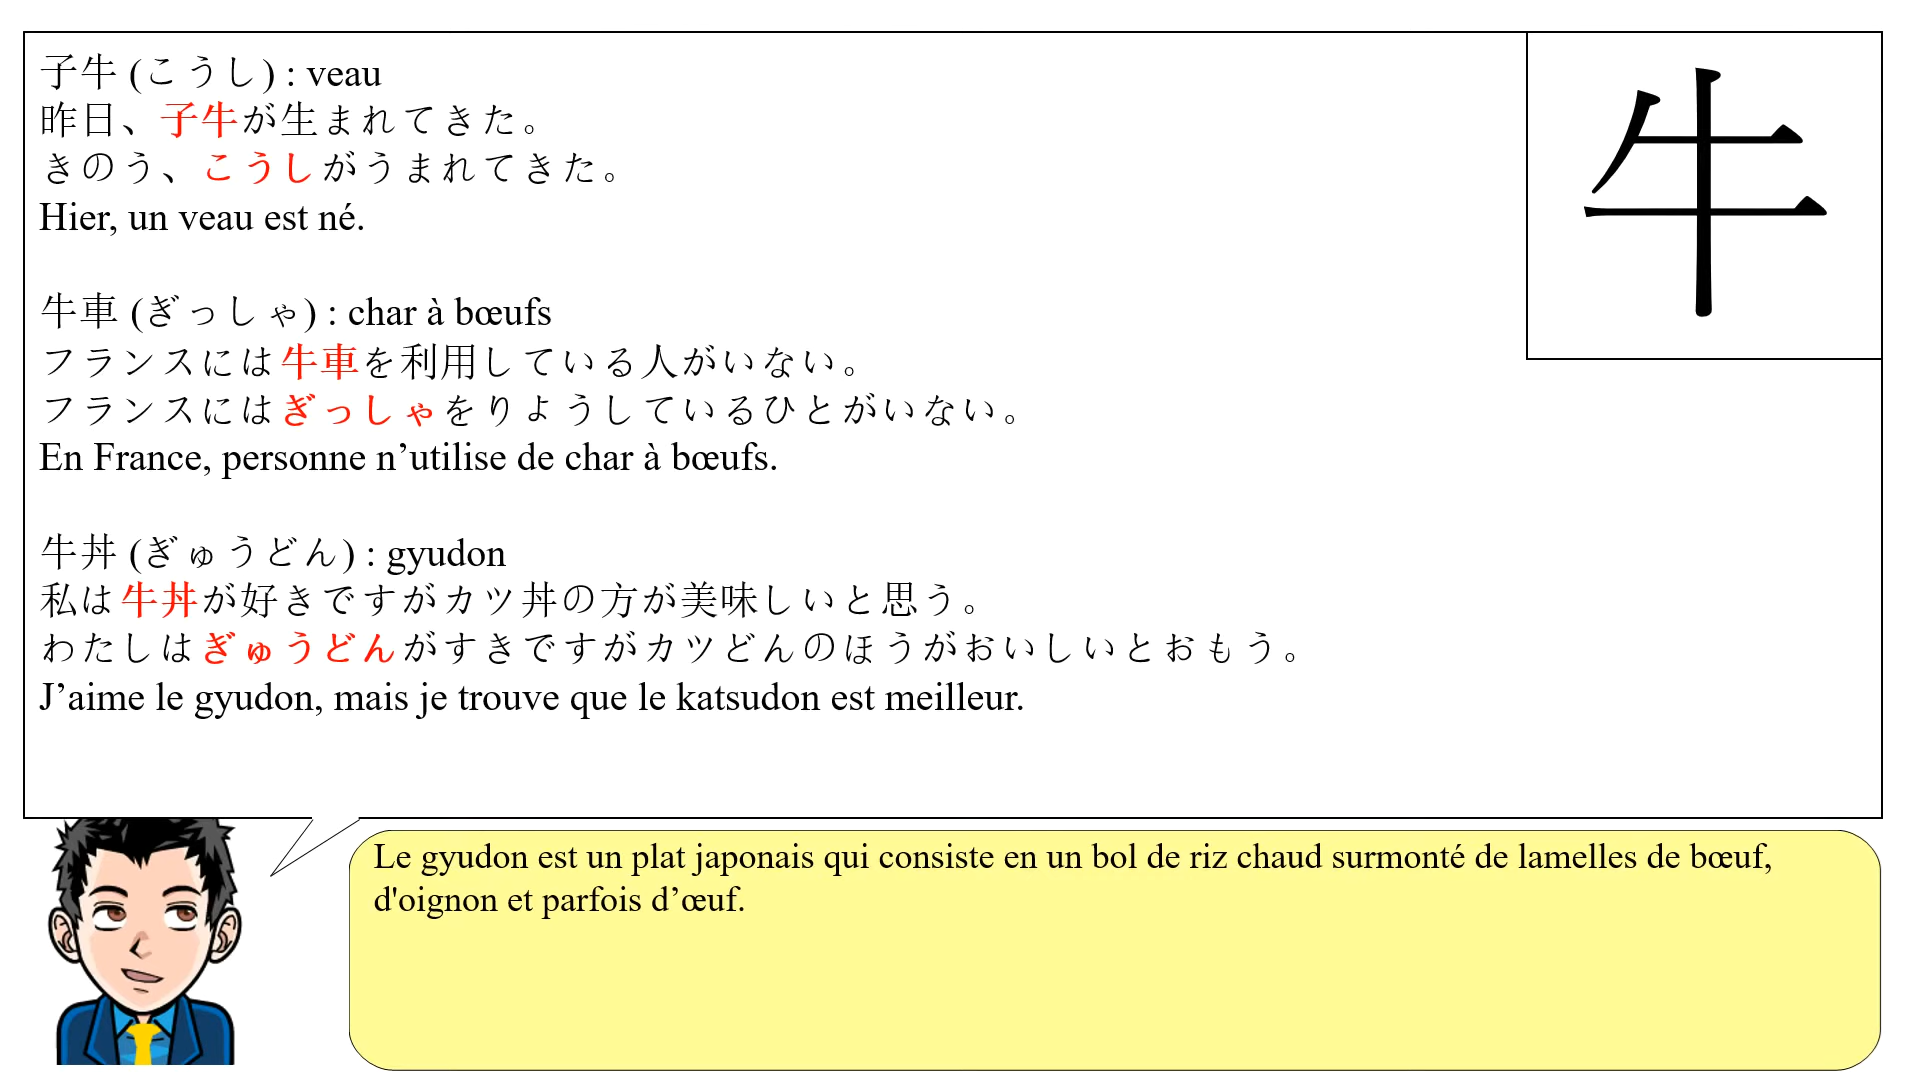 子牛 (こうし) : veau
昨日、子牛が生まれてきた。
きのう、こうしがうまれてきた。
Hier, un veau est né.
牛車 (ぎっしゃ) : char à bœufs
フランスには牛車を利用している人がいない。
フランスにはぎっしゃをりようしているひとがいない。
En France, personne n’utilise de char à bœufs.
牛丼 (ぎゅうどん) : gyudon
私は牛丼が好きですがカツ丼の方が美味しいと思う。
わたしはぎゅうどんがすきですがカツどんのほうがおいしいとおもう。
J’aime le gyudon, mais je trouve que le katsudon est meilleur.
牛
Le gyudon est un plat japonais qui consiste en un bol de riz chaud surmonté de lamelles de bœuf,
d'oignon et parfois d’œuf.